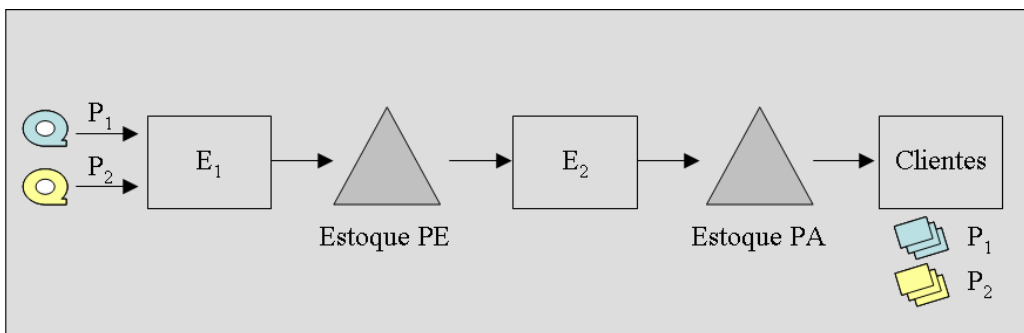 P₁
P₂
E₁
Estoque PE
E₂
Estoque PA
Clientes
P₁
P₂